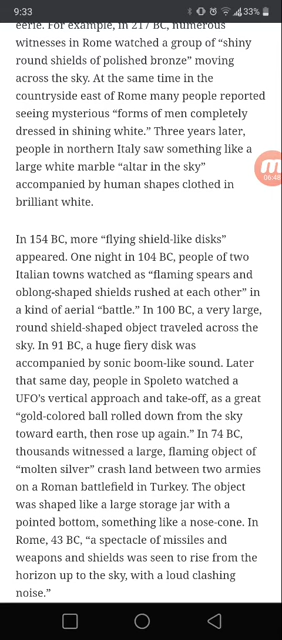 9:33
33%
eerie. For example, in 217 BC, numerous
witnesses in Rome watched a group of “shiny
round shields of polished bronze” moving
across the sky. At the same time in the
countryside east of Rome many people reported
seeing mysterious “forms of men completely
dressed in shining white.” Three years later,
people in northern Italy saw something like a
large white marble “altar in the sky”
accompanied by human shapes clothed in
brilliant white.
06:48
In 154 BC, more “flying shield-like disks”
appeared. One night in 104 BC, people of two
Italian towns watched as “flaming spears and
oblong-shaped shields rushed at each other” in
a kind of aerial “battle.” In 100 BC, a very large,
round shield-shaped object traveled across the
sky. In 91 BC, a huge fiery disk was
accompanied by sonic boom-like sound. Later
that same day, people in Spoleto watched a
UFO’s vertical approach and take-off, as a great
“gold-colored ball rolled down from the sky
toward earth, then rose up again.” In 74 BC,
thousands witnessed a large, flaming object of
“molten silver” crash land between two armies
on a Roman battlefield in Turkey. The object
was shaped like a large storage jar with a
pointed bottom, something like a nose-cone. In
Rome, 43 BC, “a spectacle of missiles and
weapons and shields was seen to rise from the
horizon up to the sky, with a loud clashing
noise.”